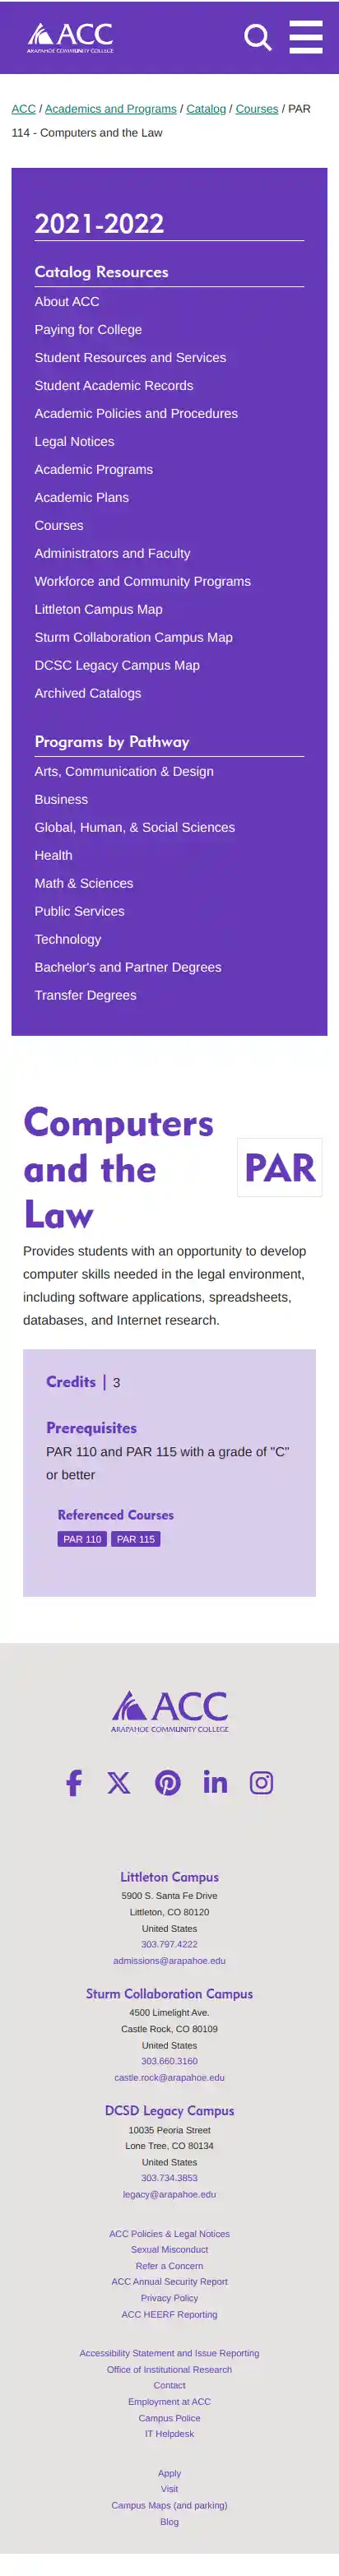 ACC
ARAPAHOE COMMUNITY COLLEGE
ACC / Academics and Programs / Catalog / Courses / PAR
114 - Computers and the Law
2021-2022
Catalog Resources
About ACC
Paying for College
Student Resources and Services
Student Academic Records
Academic Policies and Procedures
Legal Notices
Academic Programs
Academic Plans
Courses
Administrators and Faculty
Workforce and Community Programs
Littleton Campus Map
Sturm Collaboration Campus Map
DCSC Legacy Campus Map
Archived Catalogs
Programs by Pathway
Arts, Communication & Design
Business
Global, Human, & Social Sciences
Health
Math & Sciences
Public Services
Technology
Bachelor's and Partner Degrees
Transfer Degrees
Computers
and the
Law
PAR
Provides students with an opportunity to develop
computer skills needed in the legal environment,
including software applications, spreadsheets,
databases, and Internet research.
Credits | 3
Prerequisites
PAR 110 and PAR 115 with a grade of "C"
or better
Referenced Courses
PAR 110 PAR 115
ACC
ARAPAHOE COMMUNITY COLLEGE
Littleton Campus
5900 S. Santa Fe Drive
Littleton, CO 80120
United States
303.797.4222
admissions@arapahoe.edu
Sturm Collaboration Campus
4500 Limelight Ave.
Castle Rock, CO 80109
United States
303.660.3160
castle.rock@arapahoe.edu
DCSD Legacy Campus
10035 Peoria Street
Lone Tree, CO 80134
United States
303.734.3853
legacy@arapahoe.edu
ACC Policies & Legal Notices
Sexual Misconduct
Refer a Concern
ACC Annual Security Report
Privacy Policy
ACC HEERF Reporting
Accessibility Statement and Issue Reporting
Office of Institutional Research
Contact
Employment at ACC
Campus Police
IT Helpdesk
Apply
Visit
Campus Maps (and parking)
Blog